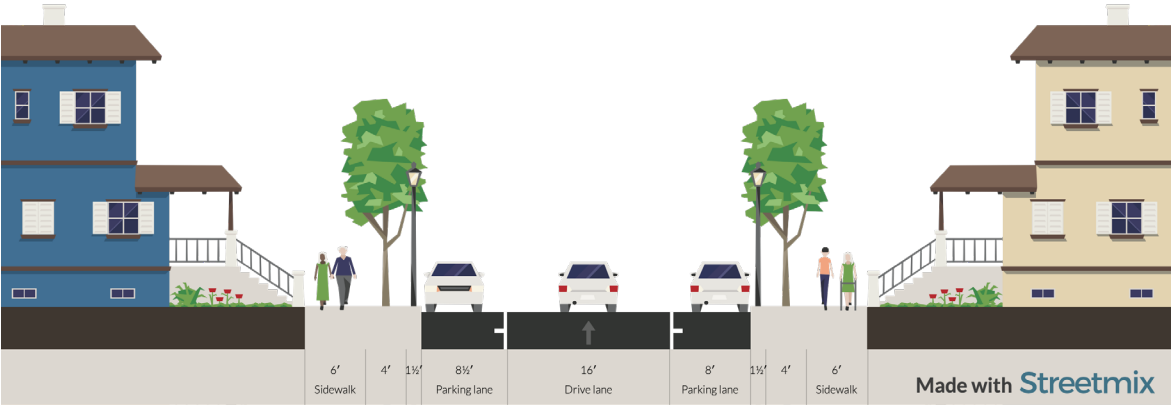 6′ 4′ 1½′ 8½′ 16′ 8′ 1½′ 4′ 6′
Sidewalk Parking lane Drive lane Parking lane Sidewalk
Made with Streetmix